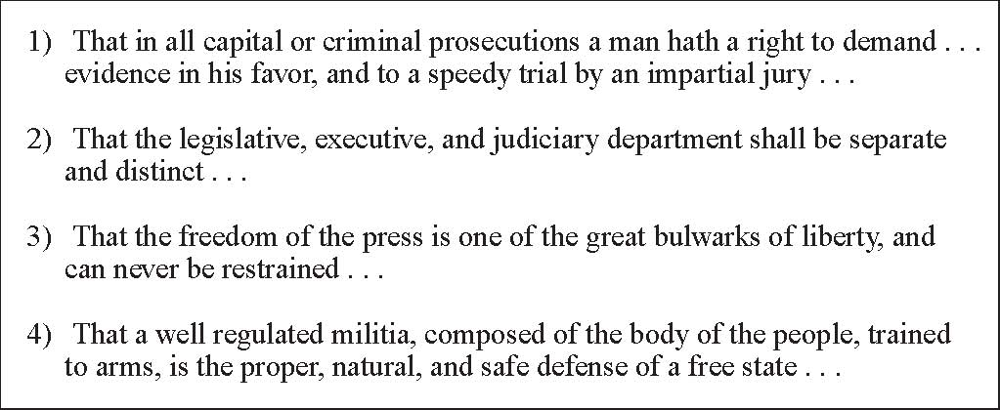 1) That in all capital or criminal prosecutions a man hath a right to demand . . .
evidence in his favor, and to a speedy trial by an impartial jury . . .
2) That the legislative, executive, and judiciary department shall be separate
and distinct . . .
3) That the freedom of the press is one of the great bulwarks of liberty, and
can never be restrained . . .
4) That a well regulated militia, composed of the body of the people, trained
to arms, is the proper, natural, and safe defense of a free state . . .